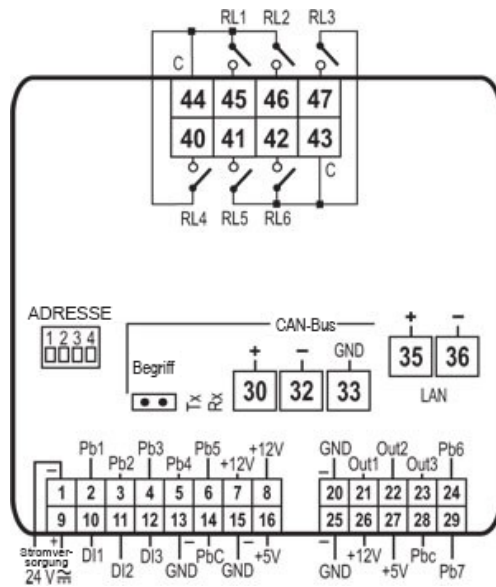 RL1 RL2 RL3
C
44 45 46 47
40 41 42 43
C
RL4 RL5 RL6
ADRESSE
1 2 3 4
CAN-Bus
Begriff
Tx
Rx
+ − GND
30 32 33
+ −
35 36
LAN
Pb1 Pb2 Pb3 Pb4 Pb5 +12V +12V
− 1 2 3 4 5 6 7 8
+ 9 10 11 12 13 14 15 16
Stromver-
sorgung
24 V
DI1 DI2 DI3 GND − PbC GND − +5V
GND Out1 Out2 Out3 Pb6
− 20 21 22 23 24
− 25 26 27 28 29
GND +12V +5V Pbc Pb7